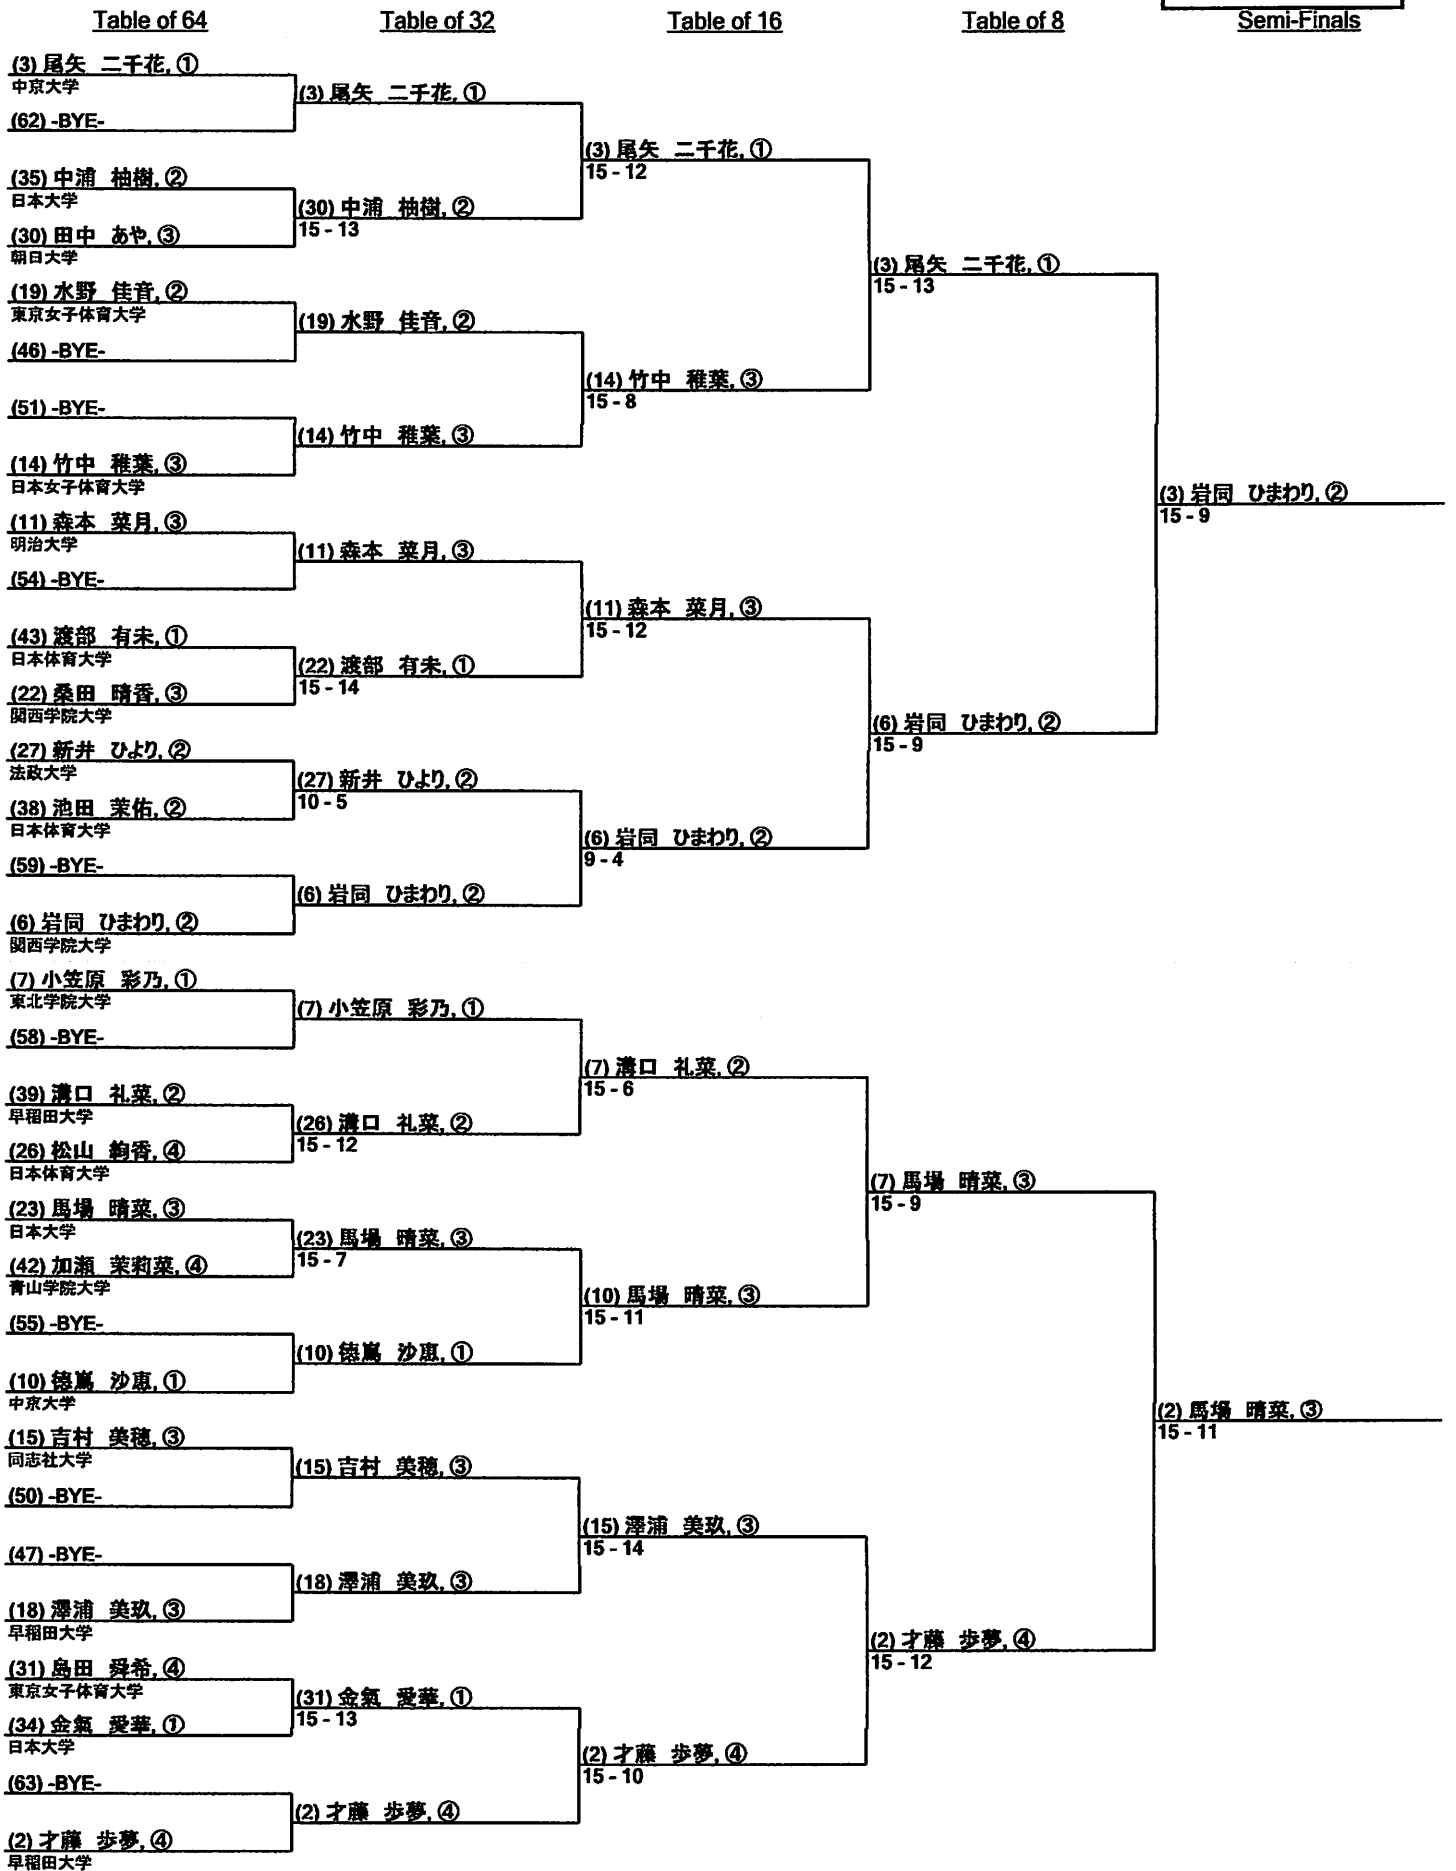 Table of 64
Table of 32
Table of 16
Table of 8
Semi-Finals
(3) 尾矢 二千花, ①
中京大学
(62) -BYE-
(35) 中浦 柚樹, ②
日本大学
(30) 田中 あや, ③
朝日大学
(19) 水野 佳音, ②
東京女子体育大学
(46) -BYE-
(51) -BYE-
(14) 竹中 稚葉, ③
日本女子体育大学
(11) 森本 菜月, ③
明治大学
(54) -BYE-
(43) 渡部 有未, ①
日本体育大学
(22) 桑田 晴香, ③
関西学院大学
(27) 新井 ひより, ②
法政大学
(38) 池田 茉佑, ②
日本体育大学
(59) -BYE-
(6) 岩同 ひまわり, ②
関西学院大学
(7) 小笠原 彩乃, ①
東北学院大学
(58) -BYE-
(39) 溝口 礼菜, ②
早稲田大学
(26) 松山 絢香, ④
日本体育大学
(23) 馬場 晴菜, ③
日本大学
(42) 加瀬 茉莉菜, ④
青山学院大学
(55) -BYE-
(10) 徳嶌 沙恵, ①
中京大学
(15) 吉村 美穂, ③
同志社大学
(50) -BYE-
(47) -BYE-
(18) 澤浦 美玖, ③
早稲田大学
(31) 島田 舜希, ④
東京女子体育大学
(34) 金氣 愛華, ①
日本大学
(63) -BYE-
(2) 才藤 歩夢, ④
早稲田大学
(3) 尾矢 二千花, ①
(30) 中浦 柚樹, ②
15 - 13
(19) 水野 佳音, ②
(14) 竹中 稚葉, ③
(11) 森本 菜月, ③
(22) 渡部 有未, ①
15 - 14
(27) 新井 ひより, ②
10 - 5
(6) 岩同 ひまわり, ②
(7) 小笠原 彩乃, ①
(26) 溝口 礼菜, ②
15 - 12
(23) 馬場 晴菜, ③
15 - 7
(10) 徳嶌 沙恵, ①
(15) 吉村 美穂, ③
(18) 澤浦 美玖, ③
(31) 金氣 愛華, ①
15 - 13
(2) 才藤 歩夢, ④
(3) 尾矢 二千花, ①
15 - 12
(14) 竹中 稚葉, ③
15 - 8
(11) 森本 菜月, ③
15 - 12
(6) 岩同 ひまわり, ②
9 - 4
(7) 溝口 礼菜, ②
15 - 6
(10) 馬場 晴菜, ③
15 - 11
(15) 澤浦 美玖, ③
15 - 14
(2) 才藤 歩夢, ④
15 - 10
(3) 尾矢 二千花, ①
15 - 13
(6) 岩同 ひまわり, ②
15 - 9
(7) 馬場 晴菜, ③
15 - 9
(2) 才藤 歩夢, ④
15 - 12
(3) 岩同 ひまわり, ②
15 - 9
(2) 馬場 晴菜, ③
15 - 11